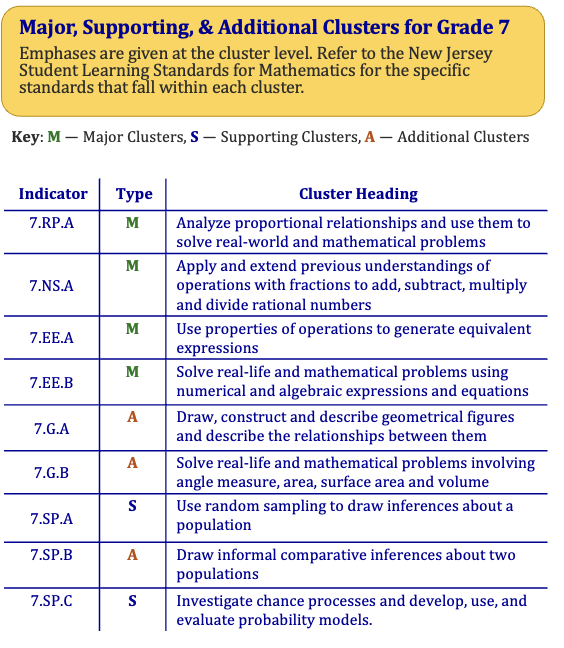 Major, Supporting, & Additional Clusters for Grade 7
Emphases are given at the cluster level. Refer to the New Jersey
Student Learning Standards for Mathematics for the specific
standards that fall within each cluster.
Key: M — Major Clusters, S — Supporting Clusters, A — Additional Clusters
Indicator Type Cluster Heading
7.RP.A M Analyze proportional relationships and use them to
solve real-world and mathematical problems
7.NS.A M Apply and extend previous understandings of
operations with fractions to add, subtract, multiply
and divide rational numbers
7.EE.A M Use properties of operations to generate equivalent
expressions
7.EE.B M Solve real-life and mathematical problems using
numerical and algebraic expressions and equations
7.G.A A Draw, construct and describe geometrical figures
and describe the relationships between them
7.G.B A Solve real-life and mathematical problems involving
angle measure, area, surface area and volume
7.SP.A S Use random sampling to draw inferences about a
population
7.SP.B A Draw informal comparative inferences about two
populations
7.SP.C S Investigate chance processes and develop, use, and
evaluate probability models.